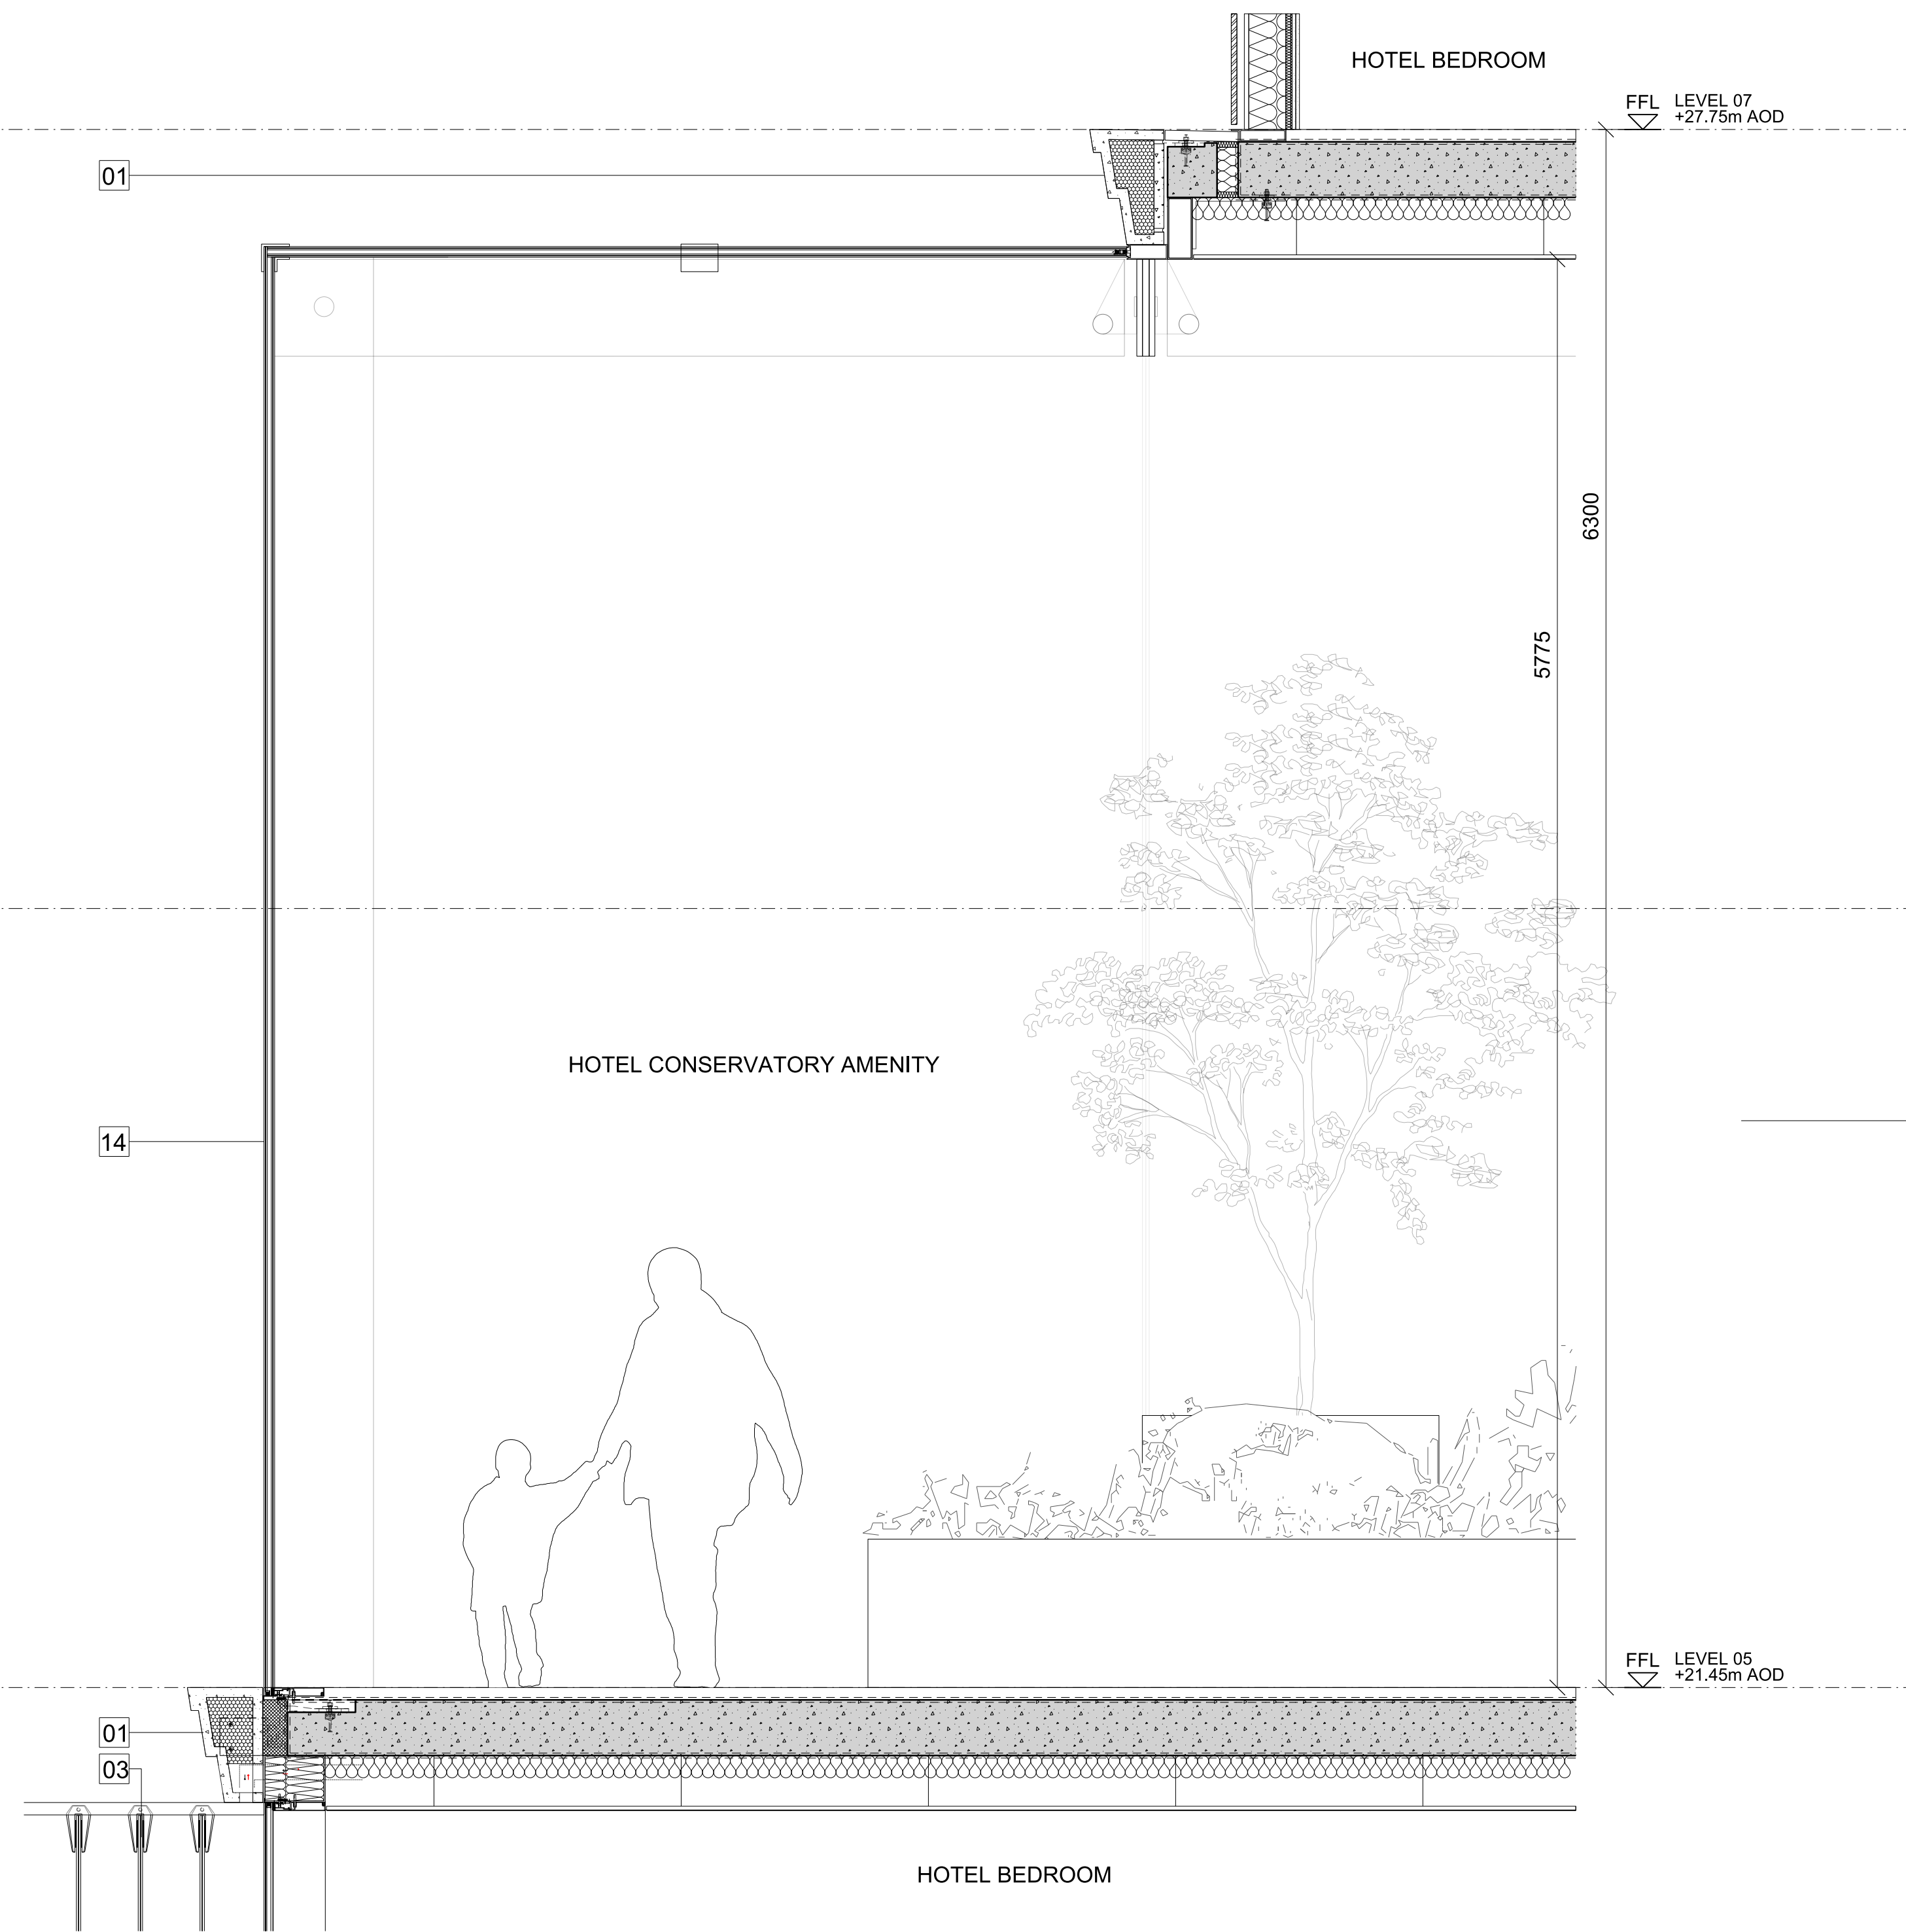 HOTEL BEDROOM
FFL LEVEL 07
+27.75m AOD
01
6300
5775
HOTEL CONSERVATORY AMENITY
14
FFL LEVEL 05
+21.45m AOD
01
03
HOTEL BEDROOM